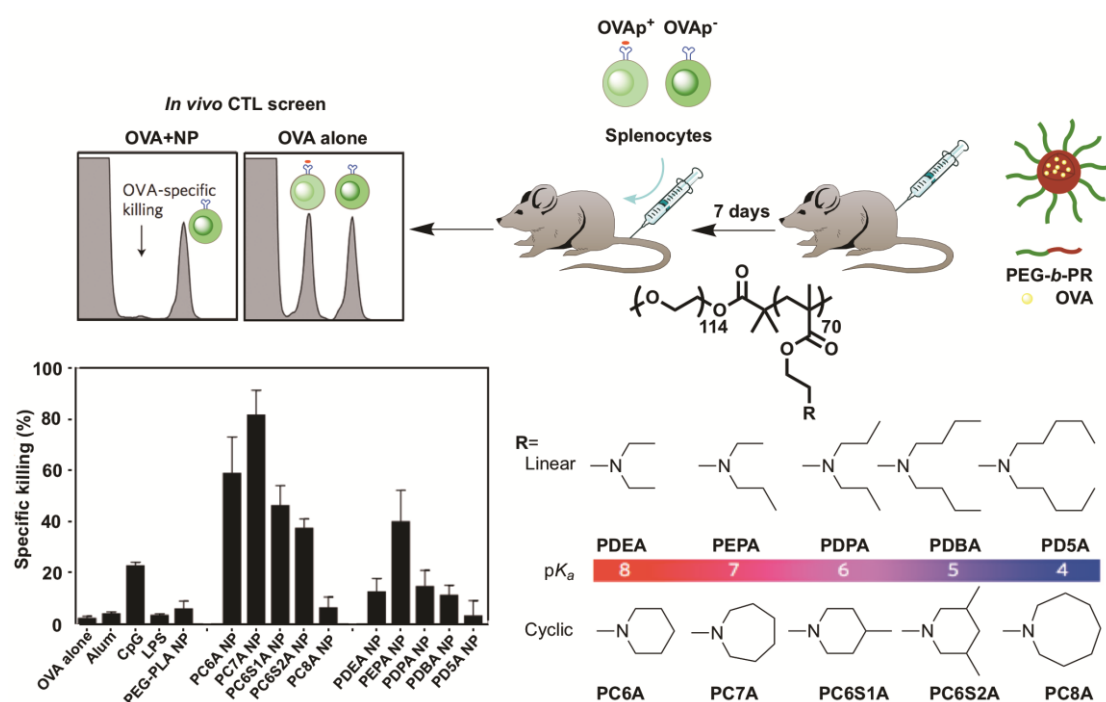 OVAp⁺ OVAp⁻
Splenocytes
In vivo CTL screen
OVA+NP OVA alone
OVA-specific
killing
7 days
PEG-b-PR
OVA
O
O
O
114
70
O
O
R
100
80
60
40
20
0
Specific killing (%)
OVA alone
Alum
CpG
LPS
PEG-PLA NP
PC6A NP
PC7A NP
PC6S1A NP
PC6S2A NP
PC8A NP
PDEA NP
PEPA NP
PDPA NP
PDBA NP
PD5A NP
R=
Linear
N N N N N
PDEA PEPA PDPA PDBA PD5A
pKa 8 7 6 5 4
Cyclic
N N N N N
PC6A PC7A PC6S1A PC6S2A PC8A